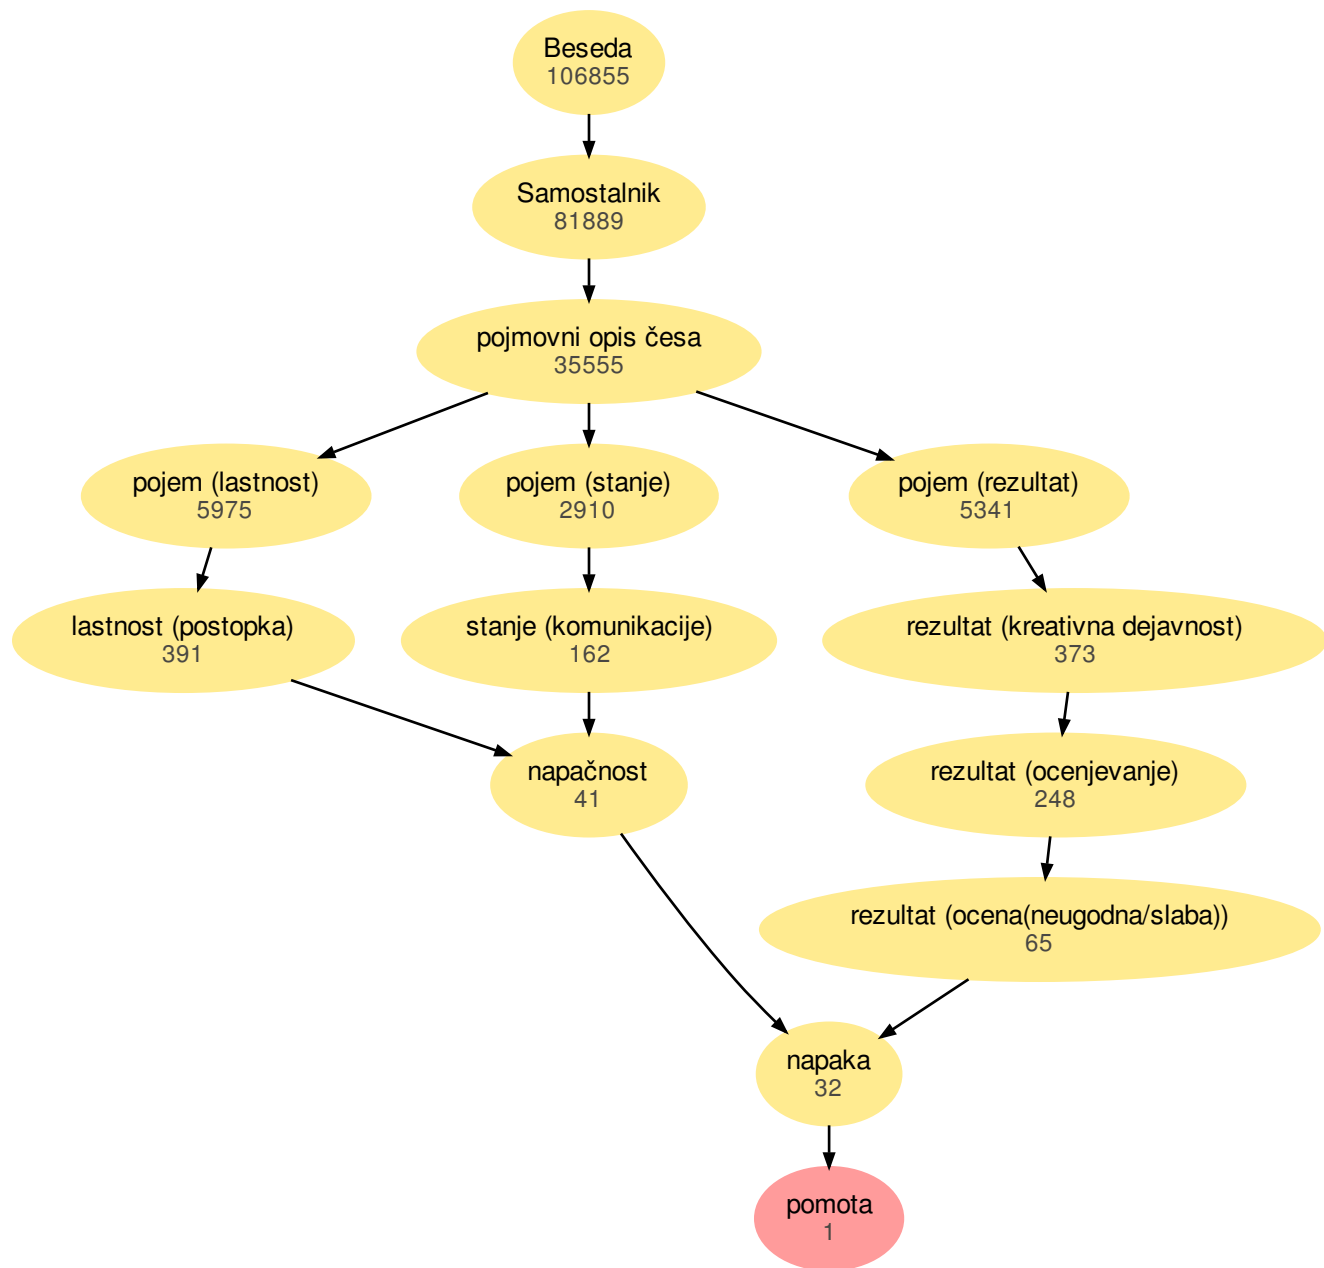 Beseda
106855
Samostalnik
81889
pojmovni opis česa
35555
pojem (lastnost)
5975
pojem (stanje)
2910
pojem (rezultat)
5341
lastnost (postopka)
391
stanje (komunikacije)
162
rezultat (kreativna dejavnost)
373
napačnost
41
rezultat (ocenjevanje)
248
rezultat (ocena(neugodna/slaba))
65
napaka
32
pomota
1